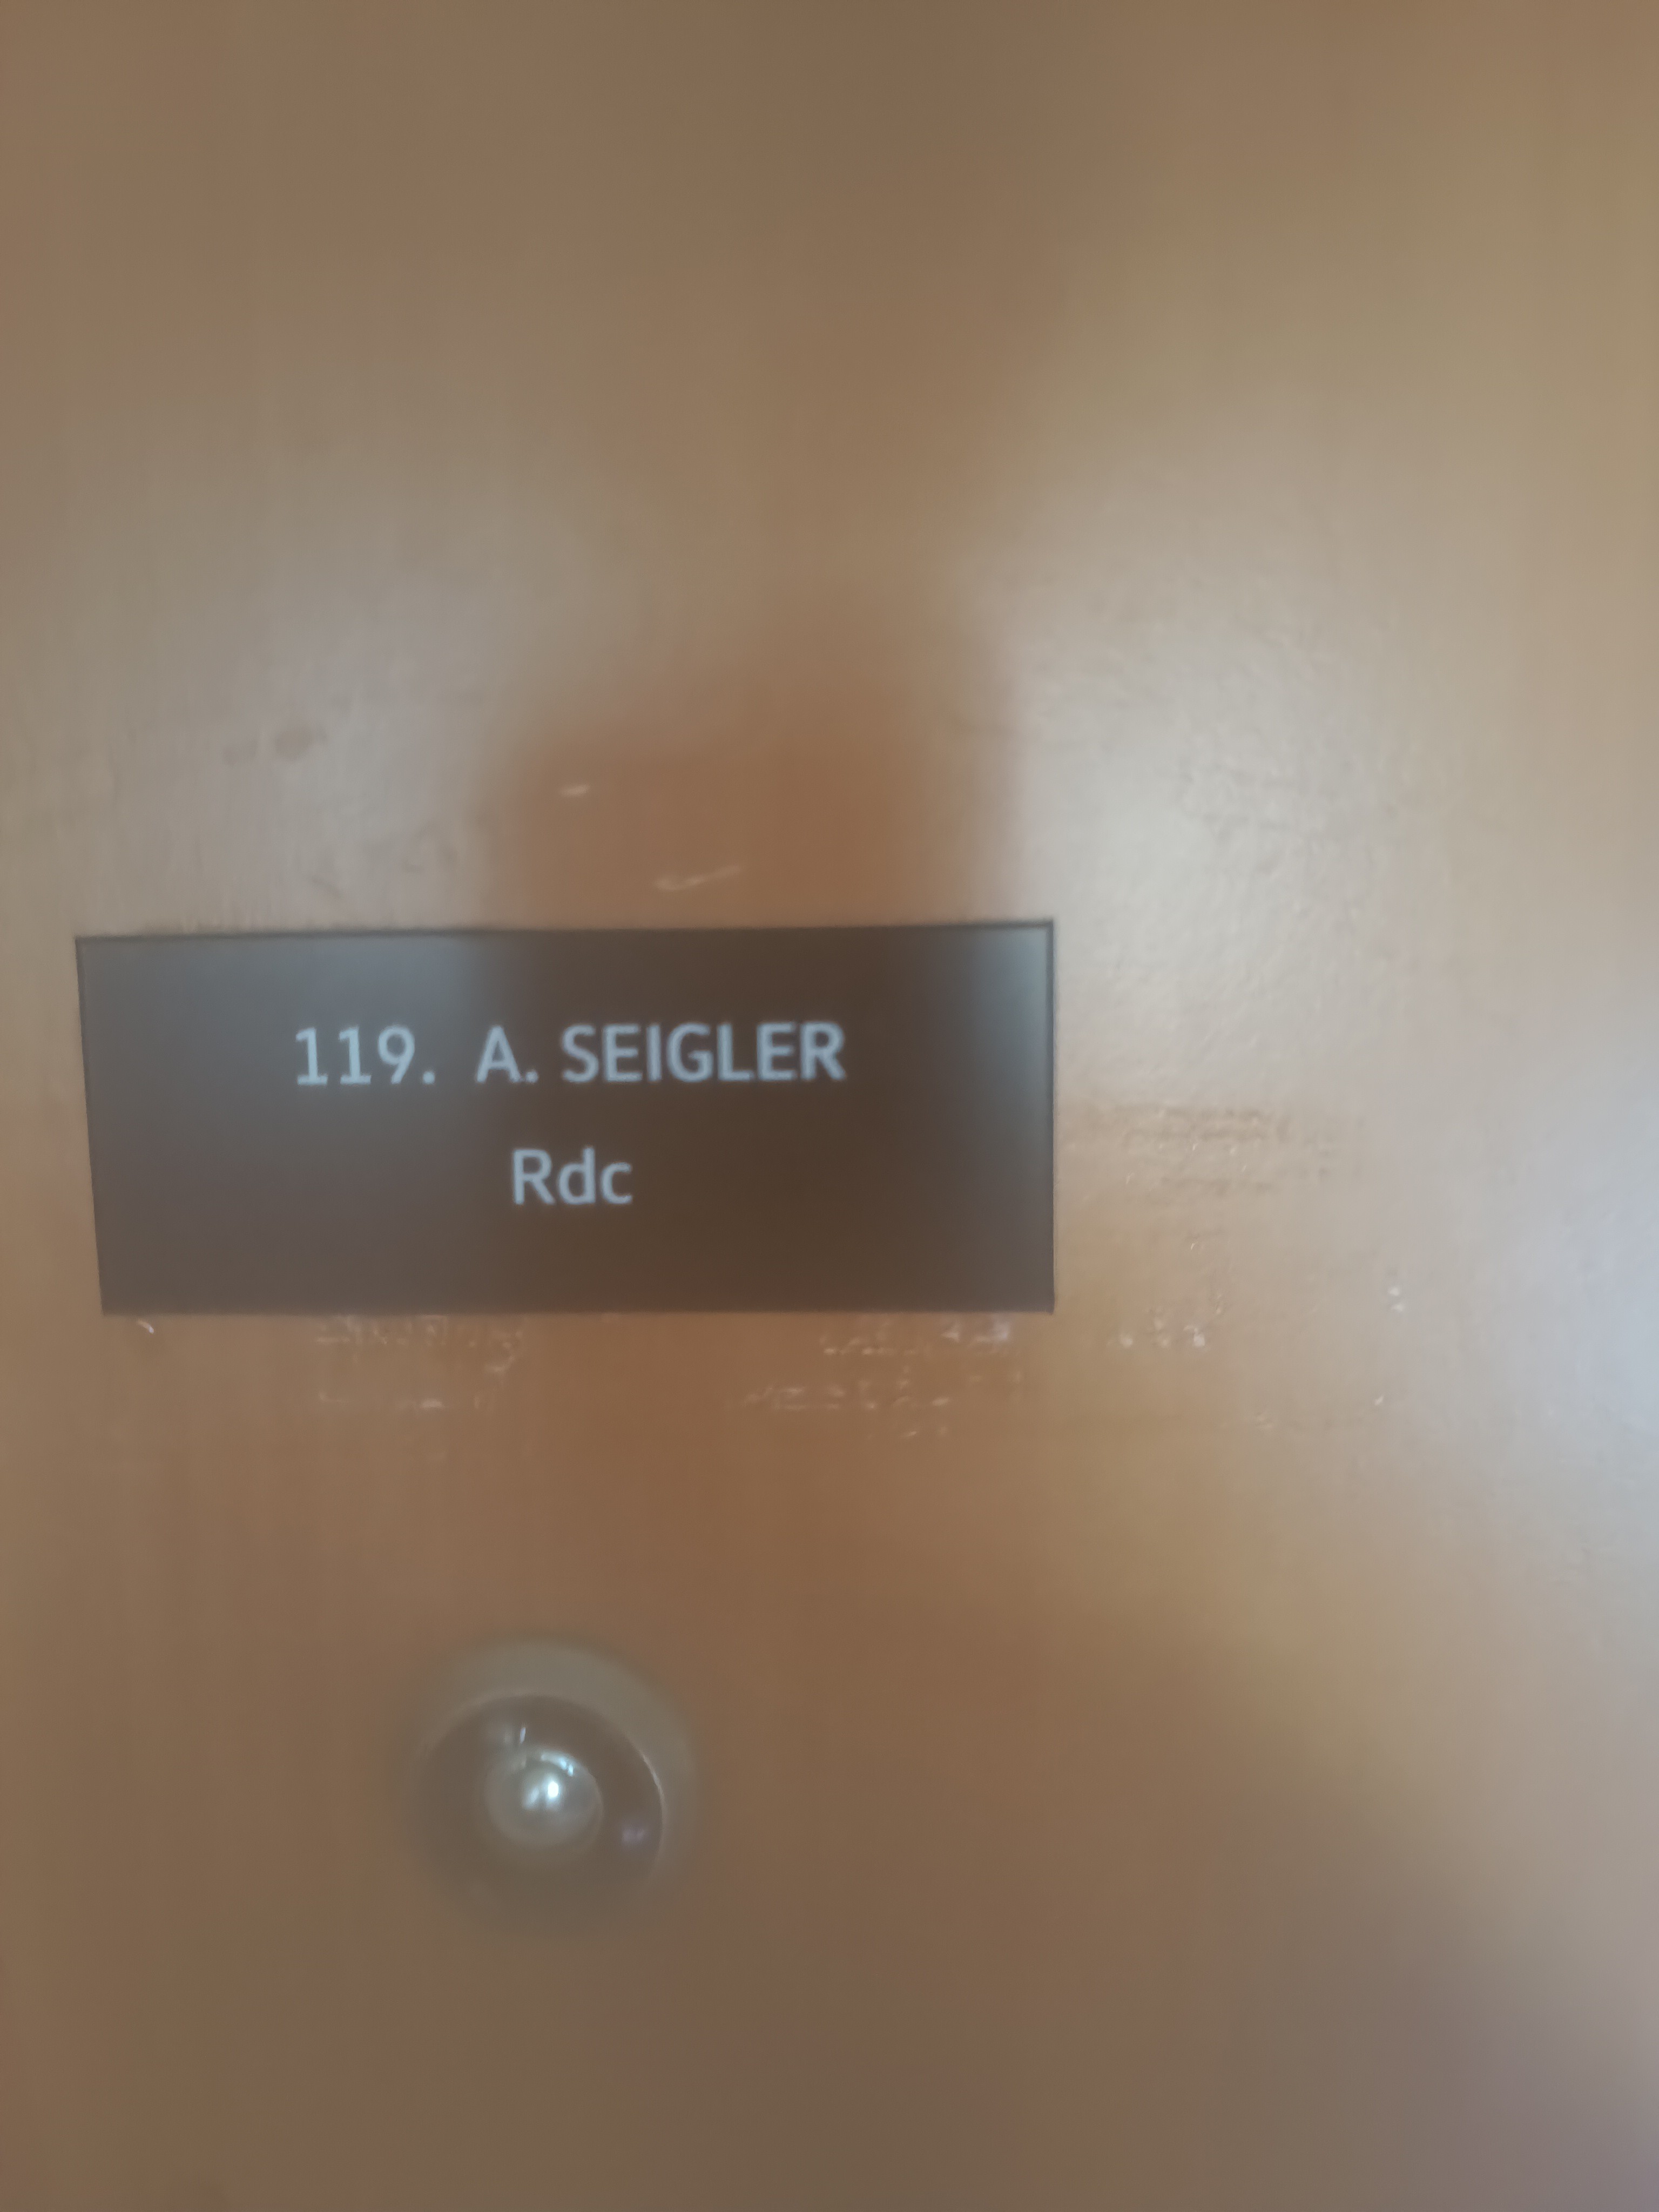 119. A. SEIGLER
Rdc